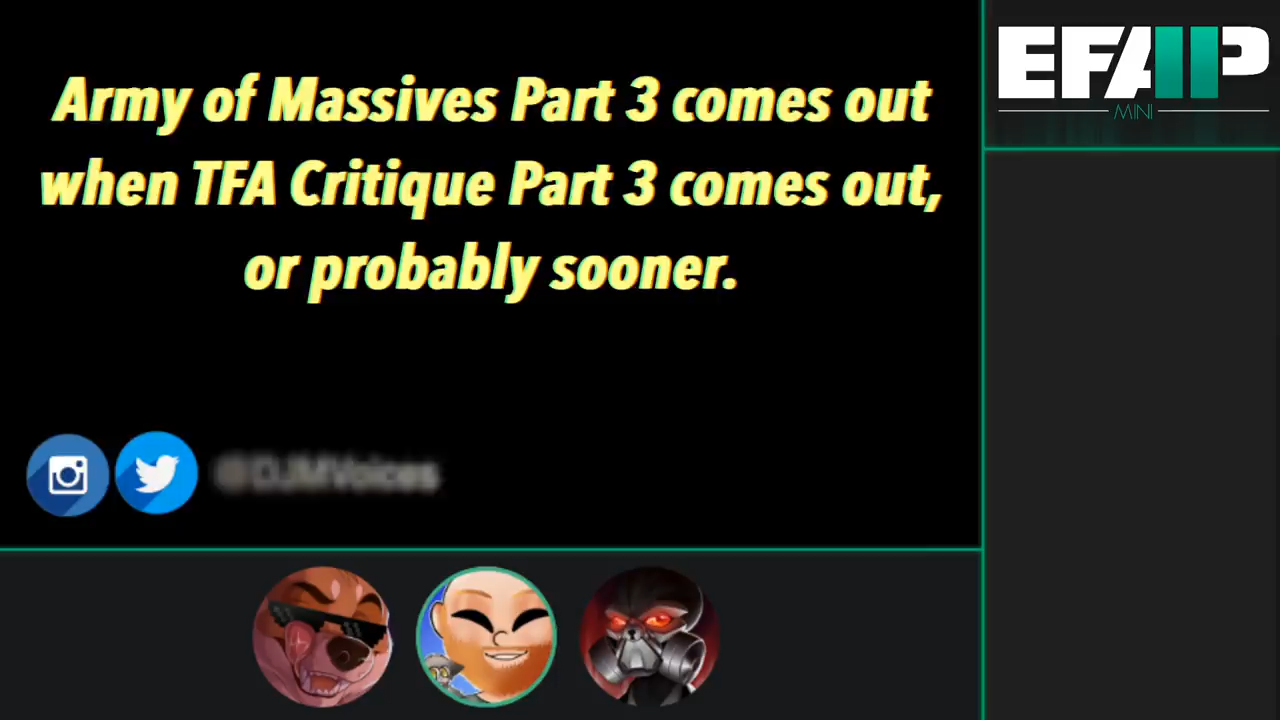 Army of Massives Part 3 comes out
when TFA Critique Part 3 comes out,
or probably sooner.
@DJMVoices
EFAP
MINI